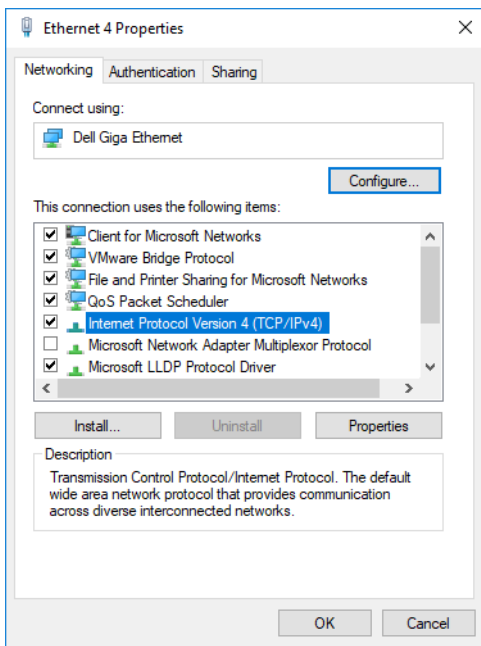 Ethernet 4 Properties
Networking Authentication Sharing
Connect using:
Dell Giga Ethernet
Configure...
This connection uses the following items:
Client for Microsoft Networks
VMware Bridge Protocol
File and Printer Sharing for Microsoft Networks
QoS Packet Scheduler
Internet Protocol Version 4 (TCP/IPv4)
Microsoft Network Adapter Multiplexor Protocol
Microsoft LLDP Protocol Driver
Install... Uninstall Properties
Description
Transmission Control Protocol/Internet Protocol. The default
wide area network protocol that provides communication
across diverse interconnected networks.
OK Cancel